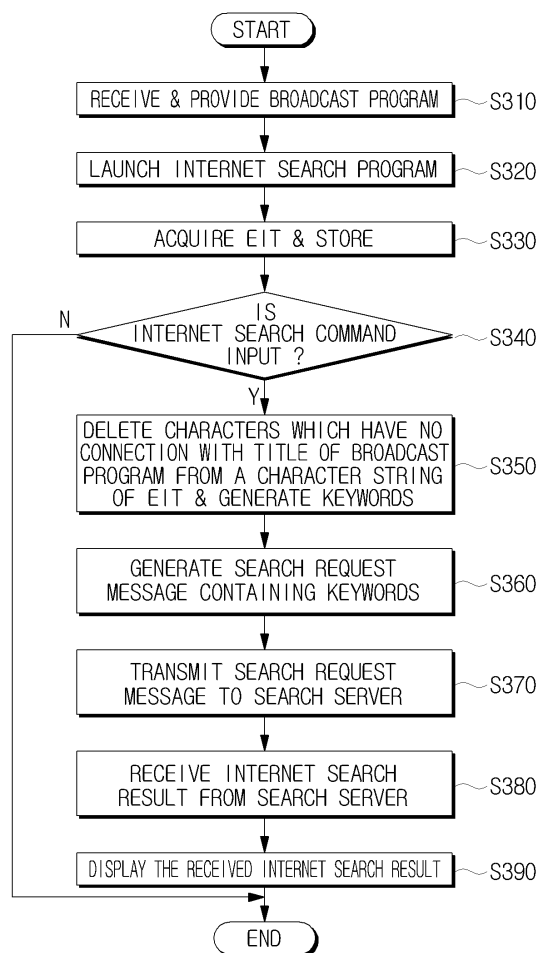 START
RECEIVE & PROVIDE BROADCAST PROGRAM
S310
LAUNCH INTERNET SEARCH PROGRAM
S320
ACQUIRE EIT & STORE
S330
N
IS
INTERNET SEARCH COMMAND
INPUT ?
S340
Y
DELETE CHARACTERS WHICH HAVE NO
CONNECTION WITH TITLE OF BROADCAST
PROGRAM FROM A CHARACTER STRING
OF EIT & GENERATE KEYWORDS
S350
GENERATE SEARCH REQUEST
MESSAGE CONTAINING KEYWORDS
S360
TRANSMIT SEARCH REQUEST
MESSAGE TO SEARCH SERVER
S370
RECEIVE INTERNET SEARCH
RESULT FROM SEARCH SERVER
S380
DISPLAY THE RECEIVED INTERNET SEARCH RESULT
S390
END